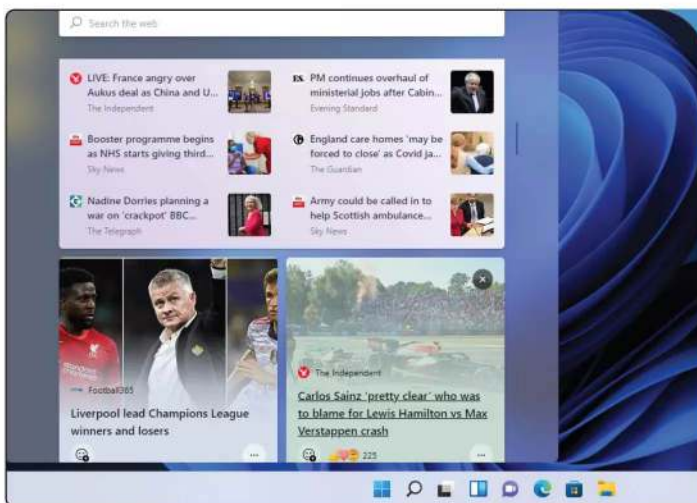 Search the web
LIVE: France angry over
Aukus deal as China and U...
The Independent
ES. PM continues overhaul of
ministerial jobs after Cabin...
Evening Standard
Booster programme begins
as NHS starts giving third...
Sky News
England care homes 'may be
forced to close' as Covid ja...
The Guardian
Nadine Dorries planning a
war on 'crackpot' BBC...
The Telegraph
Army could be called in to
help Scottish ambulance...
Sky News
Football365
Liverpool lead Champions League
winners and losers
The Independent
Carlos Sainz 'pretty clear' who was
to blame for Lewis Hamilton vs Max
Verstappen crash
225